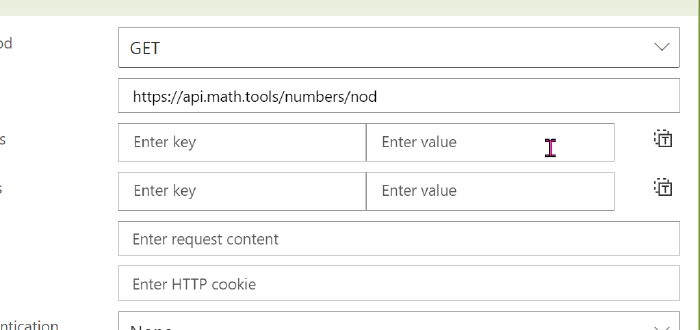 od
GET
https://api.math.tools/numbers/nod
s
Enter key Enter value
s
Enter key Enter value
Enter request content
Enter HTTP cookie
ntication
None